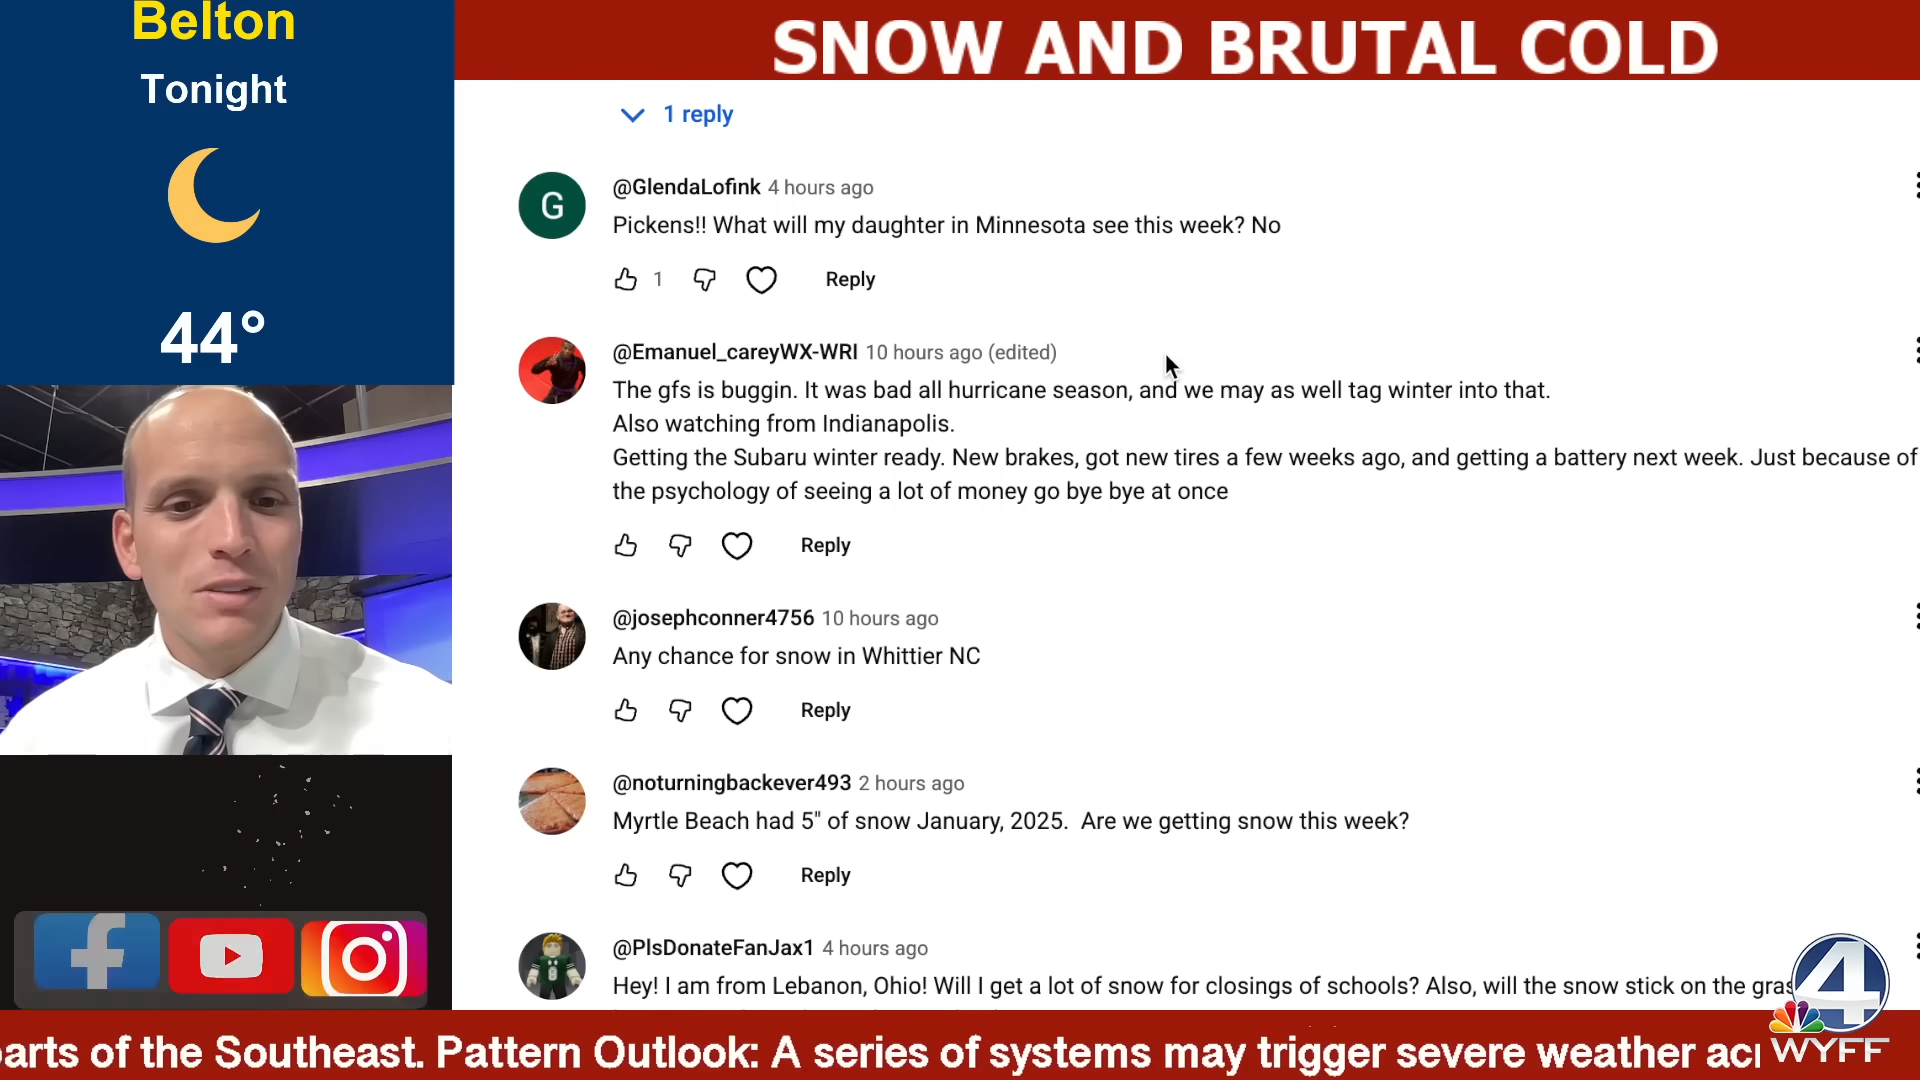 Belton
Tonight
44°
SNOW AND BRUTAL COLD
1 reply
G
@GlendaLofink 4 hours ago
Pickens!! What will my daughter in Minnesota see this week? No
1 Reply
@Emanuel_careyWX-WRI 10 hours ago (edited)
The gfs is buggin. It was bad all hurricane season, and we may as well tag winter into that.
Also watching from Indianapolis.
Getting the Subaru winter ready. New brakes, got new tires a few weeks ago, and getting a battery next week. Just because of
the psychology of seeing a lot of money go bye bye at once
Reply
@josephconner4756 10 hours ago
Any chance for snow in Whittier NC
Reply
@noturningbackever493 2 hours ago
Myrtle Beach had 5" of snow January, 2025. Are we getting snow this week?
Reply
@PlsDonateFanJax1 4 hours ago
Hey! I am from Lebanon, Ohio! Will I get a lot of snow for closings of schools? Also, will the snow stick on the gras
4
WYFF
arts of the Southeast. Pattern Outlook: A series of systems may trigger severe weather ac